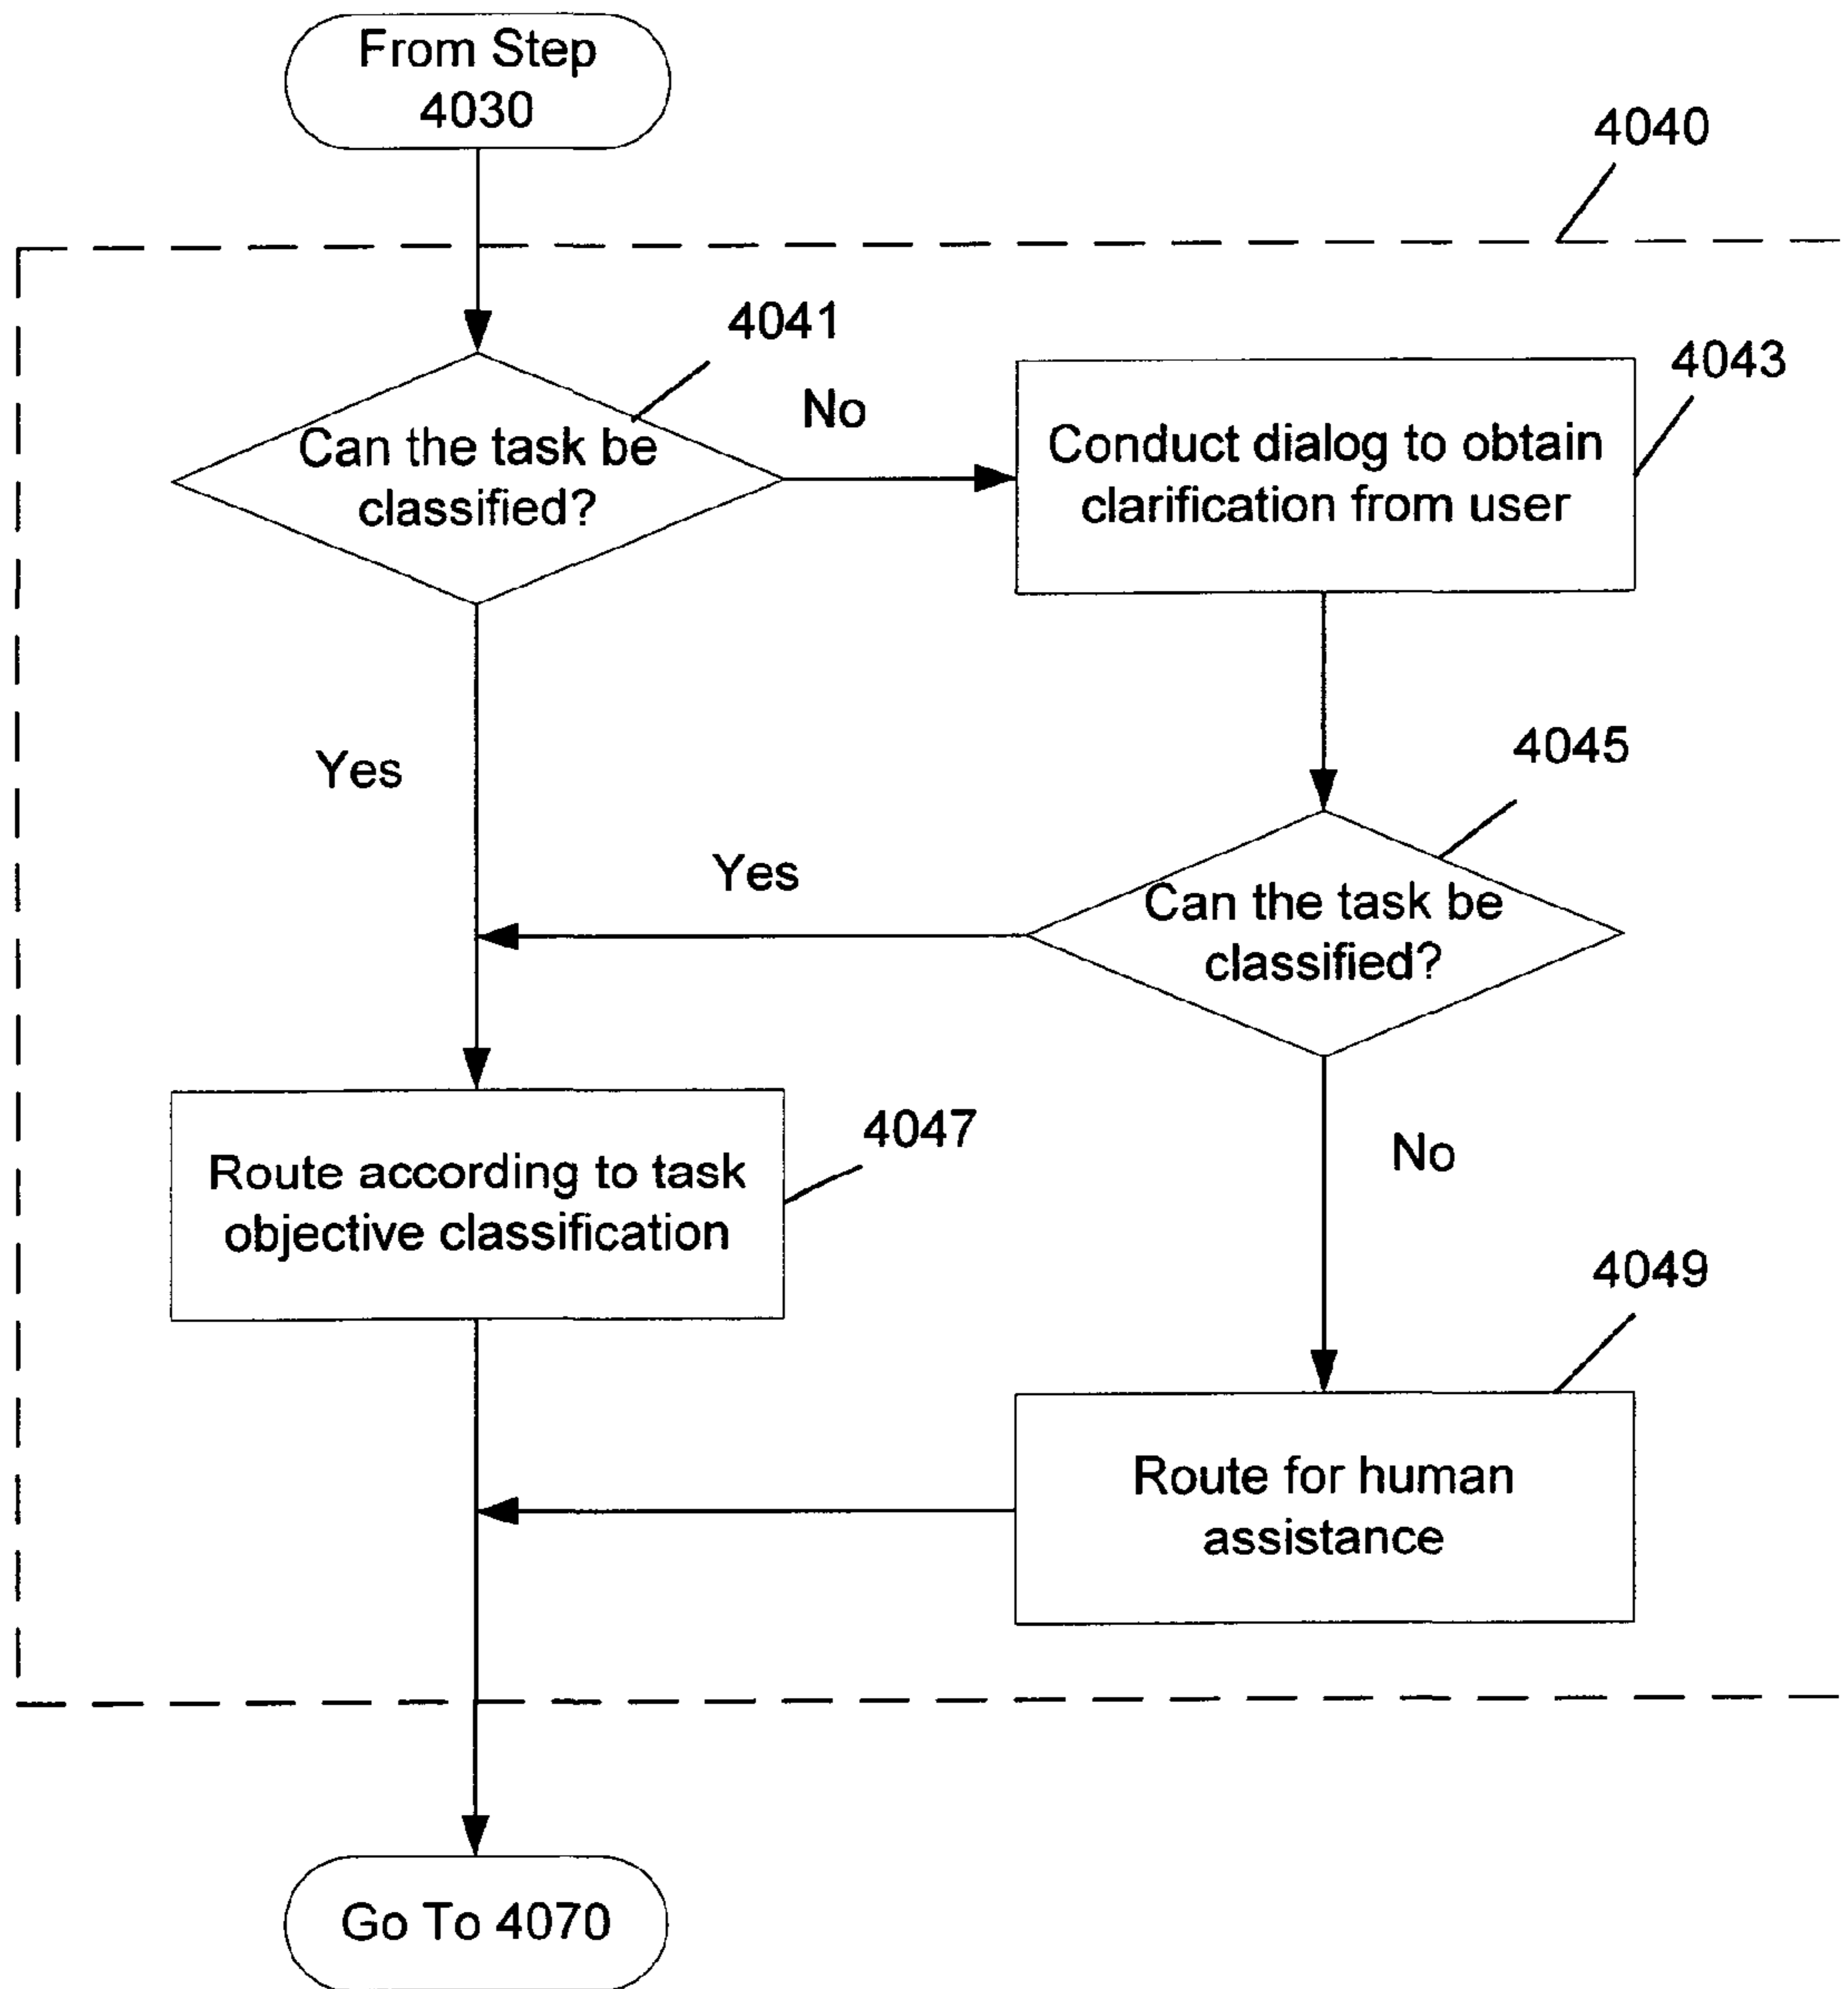 From Step
4030
4040
4041
No
4043
Can the task be
classified?
Conduct dialog to obtain
clarification from user
Yes
4045
Yes
Can the task be
classified?
4047
Route according to task
objective classification
No
4049
Route for human
assistance
Go To 4070